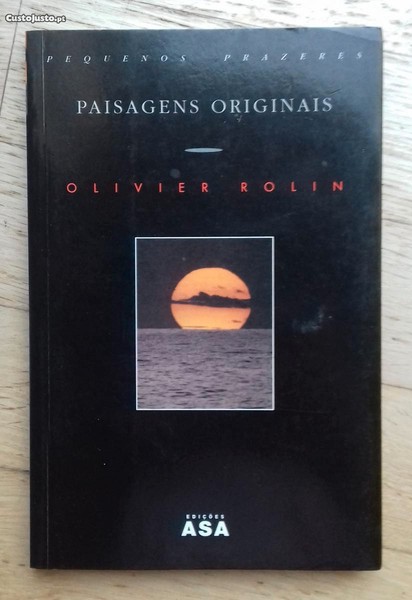 CustoJusto.pt
PEQUENOS PRAZERES
PAISAGENS ORIGINAIS
OLIVIER ROLIN
EDIÇÕES
ASA